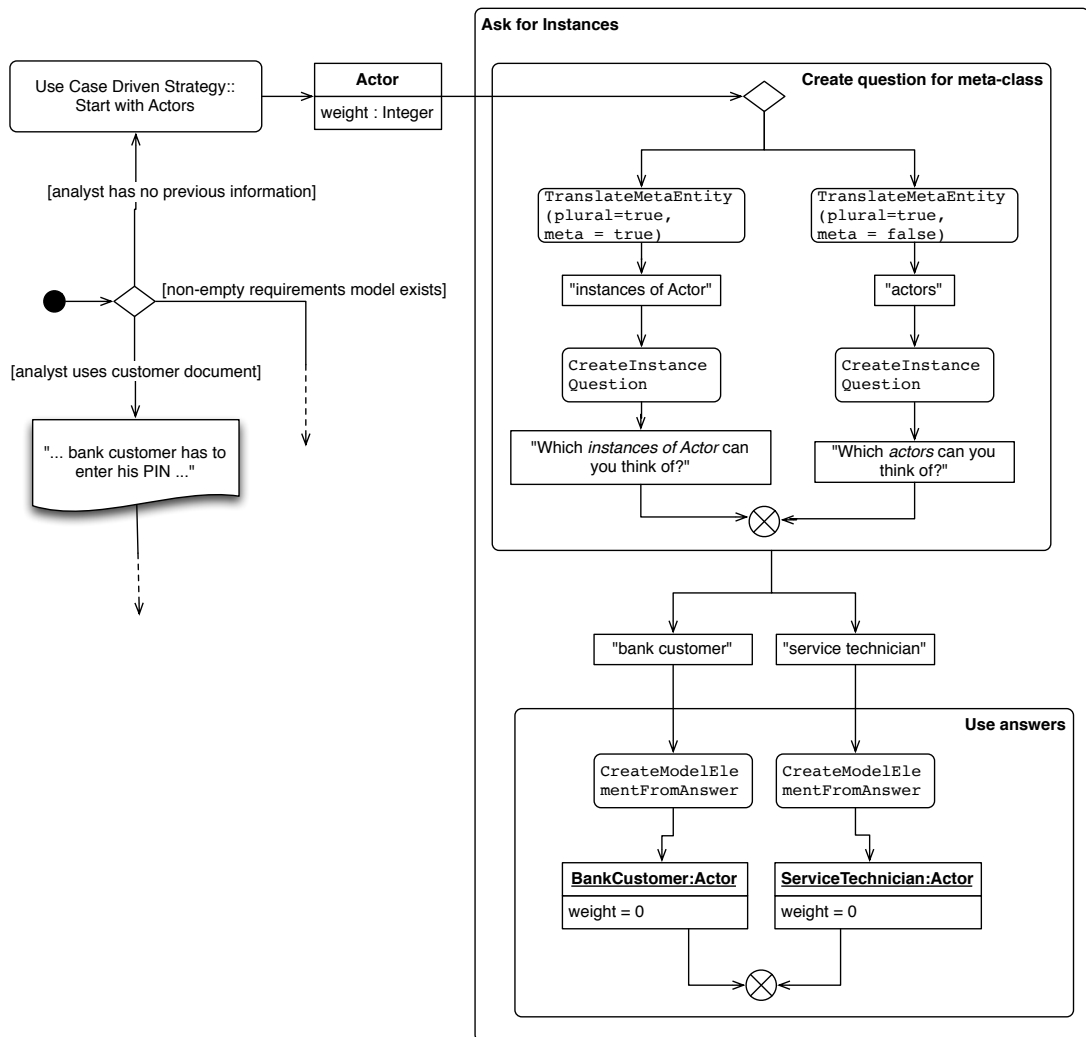 Ask for Instances
Use Case Driven Strategy::
Start with Actors
Actor
weight : Integer
Create question for meta-class
[analyst has no previous information]
[non-empty requirements model exists]
[analyst uses customer document]
"... bank customer has to
enter his PIN ..."
TranslateMetaEntity
(plural=true,
meta = true)
TranslateMetaEntity
(plural=true,
meta = false)
"instances of Actor"
"actors"
CreateInstance
Question
CreateInstance
Question
"Which instances of Actor can
you think of?"
"Which actors can you
think of?"
"bank customer"
"service technician"
Use answers
CreateModelEle
mentFromAnswer
CreateModelEle
mentFromAnswer
BankCustomer:Actor
weight = 0
ServiceTechnician:Actor
weight = 0